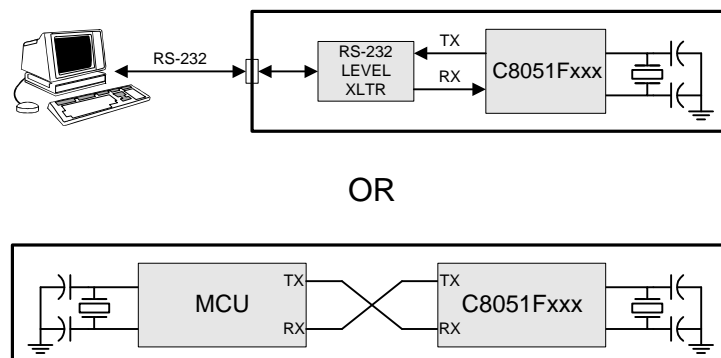 RS-232
RS-232
LEVEL
XLTR
TX
RX
C8051Fxxx
OR
MCU
TX
RX
TX
RX
C8051Fxxx